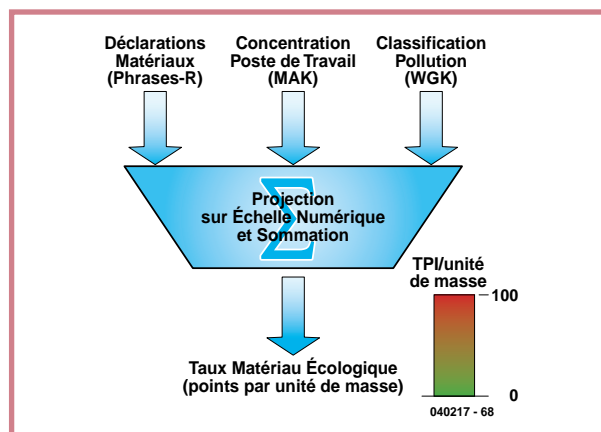 Déclarations
Matériaux
(Phrases-R)
Concentration
Poste de Travail
(MAK)
Classification
Pollution
(WGK)
Σ
Projection
sur Échelle Numérique
et Sommation
TPI/unité
de masse
100
0
Taux Matériau Écologique
(points par unité de masse)
040217 - 68